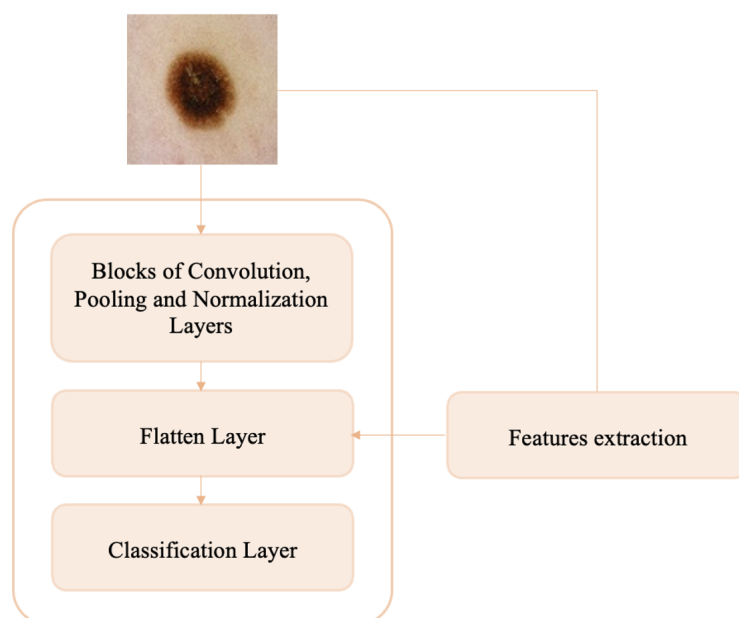 Blocks of Convolution,
Pooling and Normalization
Layers
Flatten Layer
Features extraction
Classification Layer